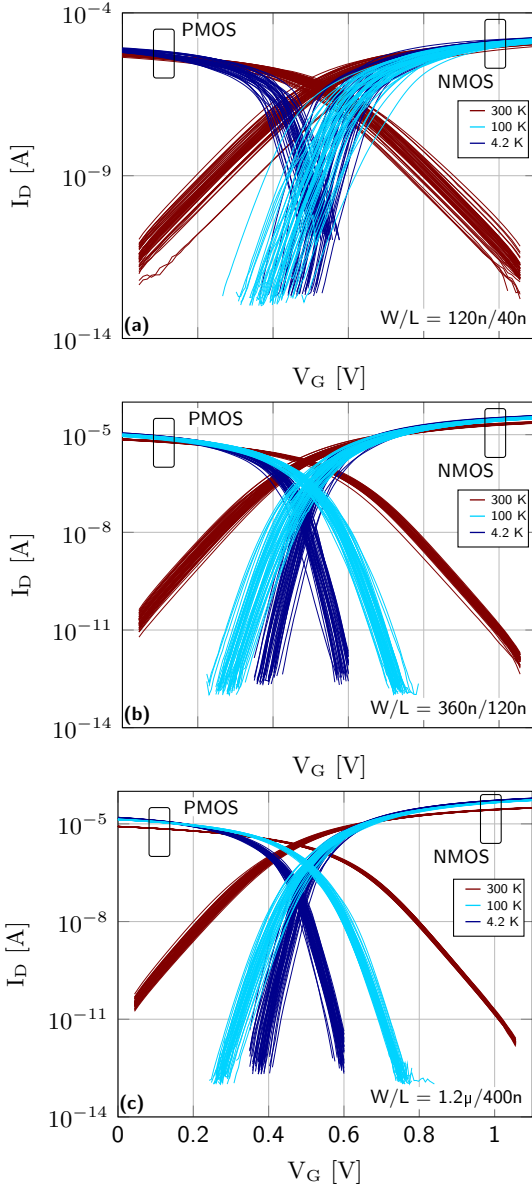 10⁻⁴
PMOS
NMOS
300 K
100 K
4.2 K
10⁻⁹
I_D [A]
10⁻¹⁴
(a)
W/L = 120n/40n
V_G [V]
PMOS
10⁻⁵
NMOS
300 K
100 K
4.2 K
10⁻⁸
I_D [A]
10⁻¹¹
10⁻¹⁴
(b)
W/L = 360n/120n
V_G [V]
PMOS
10⁻⁵
NMOS
300 K
100 K
4.2 K
10⁻⁸
I_D [A]
10⁻¹¹
10⁻¹⁴
(c)
W/L = 1.2μ/400n
0 0.2 0.4 0.6 0.8 1
V_G [V]